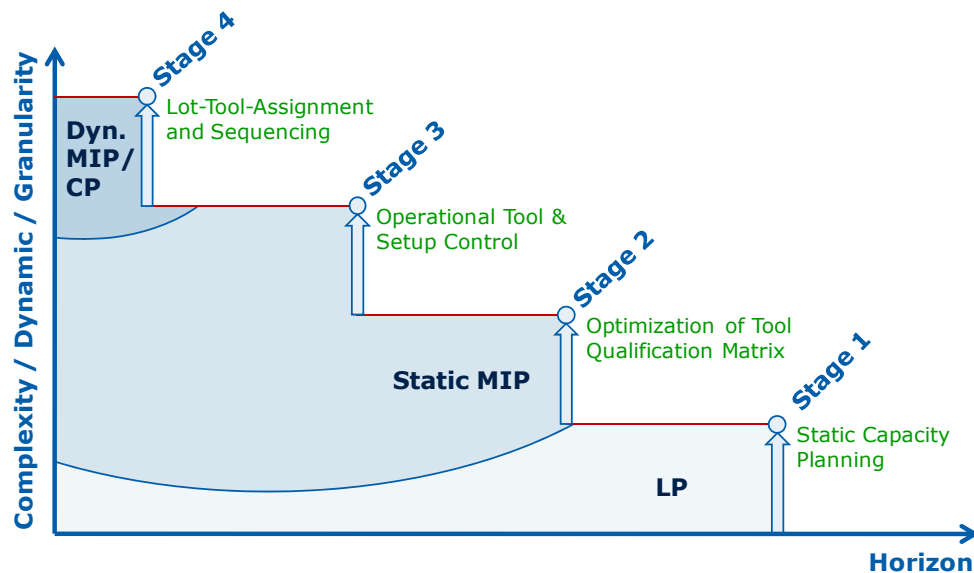 Complexity / Dynamic / Granularity
Stage 4
Lot-Tool-Assignment
and Sequencing
Dyn.
MIP/
CP
Stage 3
Operational Tool &
Setup Control
Stage 2
Optimization of Tool
Qualification Matrix
Static MIP
Stage 1
Static Capacity
Planning
LP
Horizon